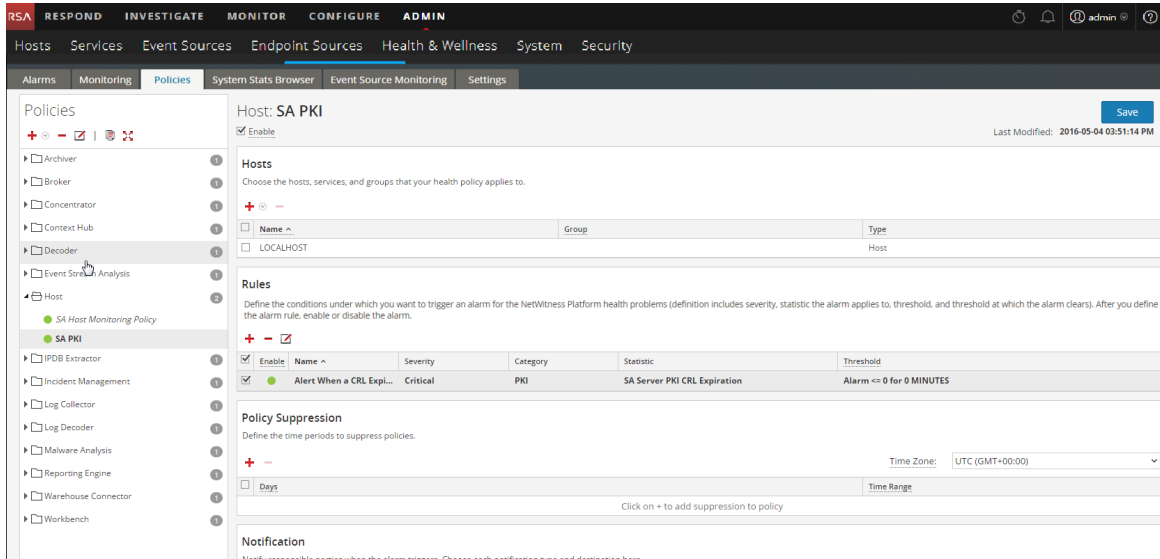 RSA RESPOND INVESTIGATE MONITOR CONFIGURE ADMIN admin
Hosts Services Event Sources Endpoint Sources Health & Wellness System Security
Alarms Monitoring Policies System Stats Browser Event Source Monitoring Settings
Policies
Archiver 1
Broker 1
Concentrator 1
Context Hub 1
Decoder 1
Event Stream Analysis 1
Host 2
SA Host Monitoring Policy
SA PKI
IPDB Extractor 1
Incident Management 1
Log Collector 1
Log Decoder 1
Malware Analysis 1
Reporting Engine 1
Warehouse Connector 1
Workbench 1
Host: SA PKI
Save
Enable
Last Modified: 2016-05-04 03:51:14 PM
Hosts
Choose the hosts, services, and groups that your health policy applies to.
Name Group Type
LOCALHOST Host
Rules
Define the conditions under which you want to trigger an alarm for the NetWitness Platform health problems (definition includes severity, statistic the alarm applies to, threshold, and threshold at which the alarm clears). After you define
the alarm rule, enable or disable the alarm.
Enable Name Severity Category Statistic Threshold
Alert When a CRL Expi... Critical PKI SA Server PKI CRL Expiration Alarm <= 0 for 0 MINUTES
Policy Suppression
Define the time periods to suppress policies.
Time Zone: UTC (GMT+00:00)
Days Time Range
Click on + to add suppression to policy
Notification